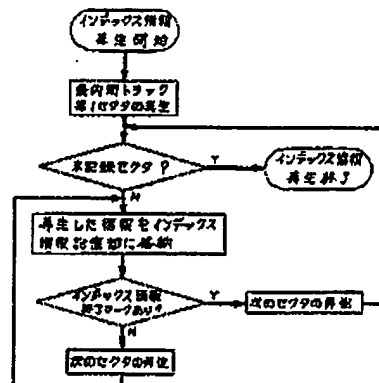 インデックス情報
再生開始
最内周トラック
第1セクタの再生
未記録セクタ?
Y
インデックス情報
再生終了
N
再生した情報をインデックス
情報記憶部に格納
インデックス情報
終了マークあり?
Y
次のセクタの再生
N
次のセクタの再生